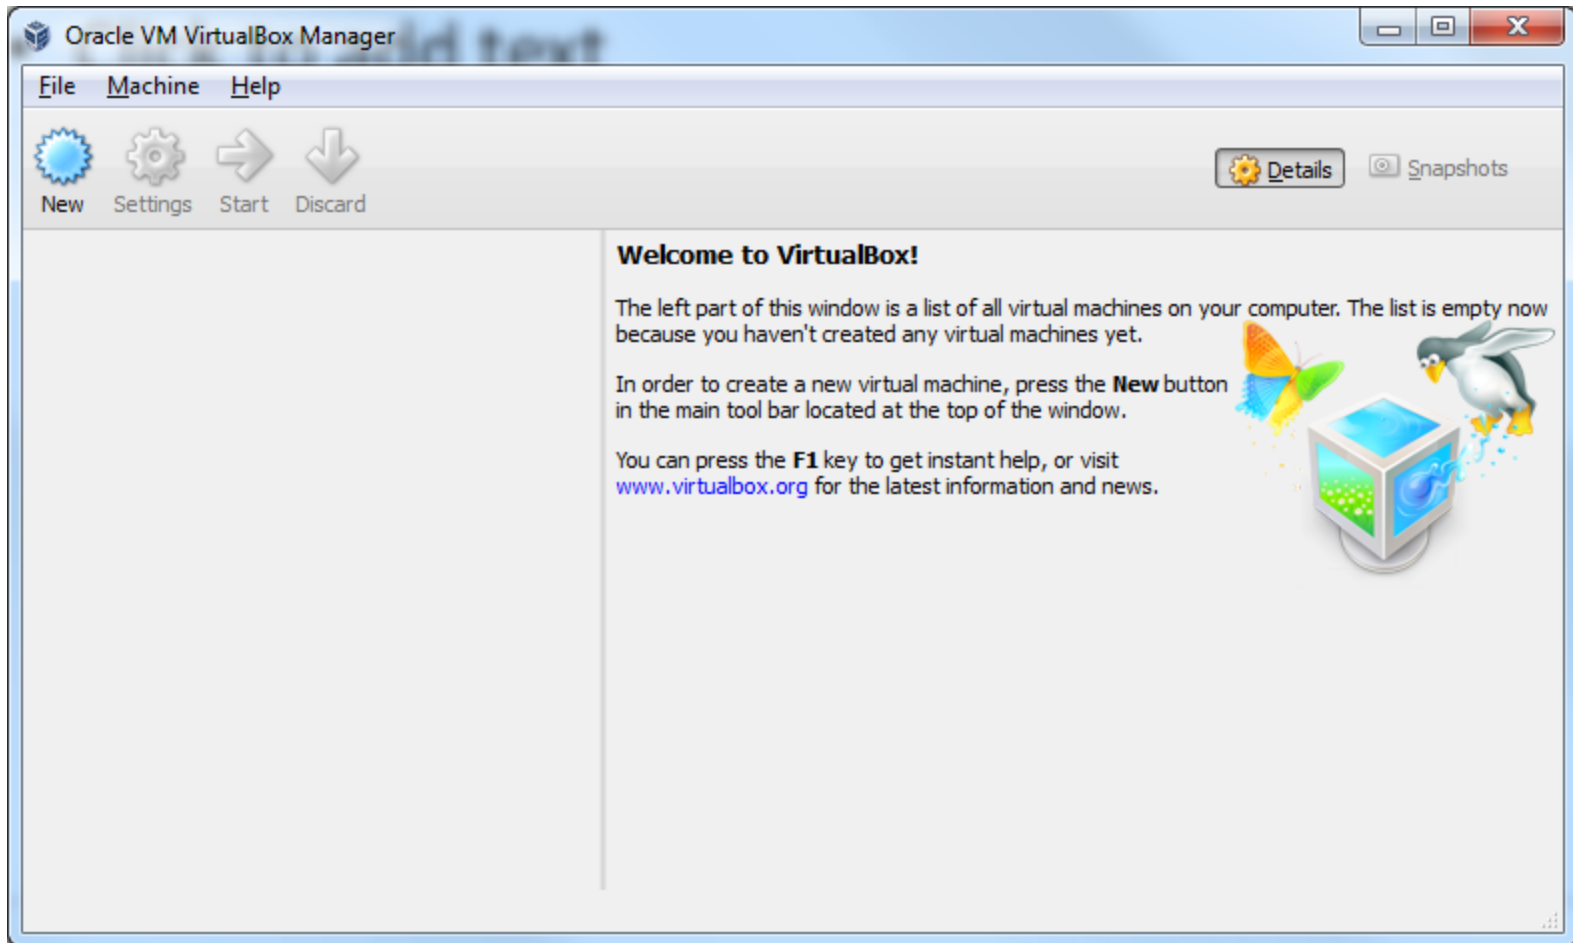 Oracle VM VirtualBox Manager
Click to add text
File Machine Help
New Settings Start Discard
Details Snapshots
Welcome to VirtualBox!
The left part of this window is a list of all virtual machines on your computer. The list is empty now
because you haven't created any virtual machines yet.
In order to create a new virtual machine, press the New button
in the main tool bar located at the top of the window.
You can press the F1 key to get instant help, or visit
www.virtualbox.org for the latest information and news.